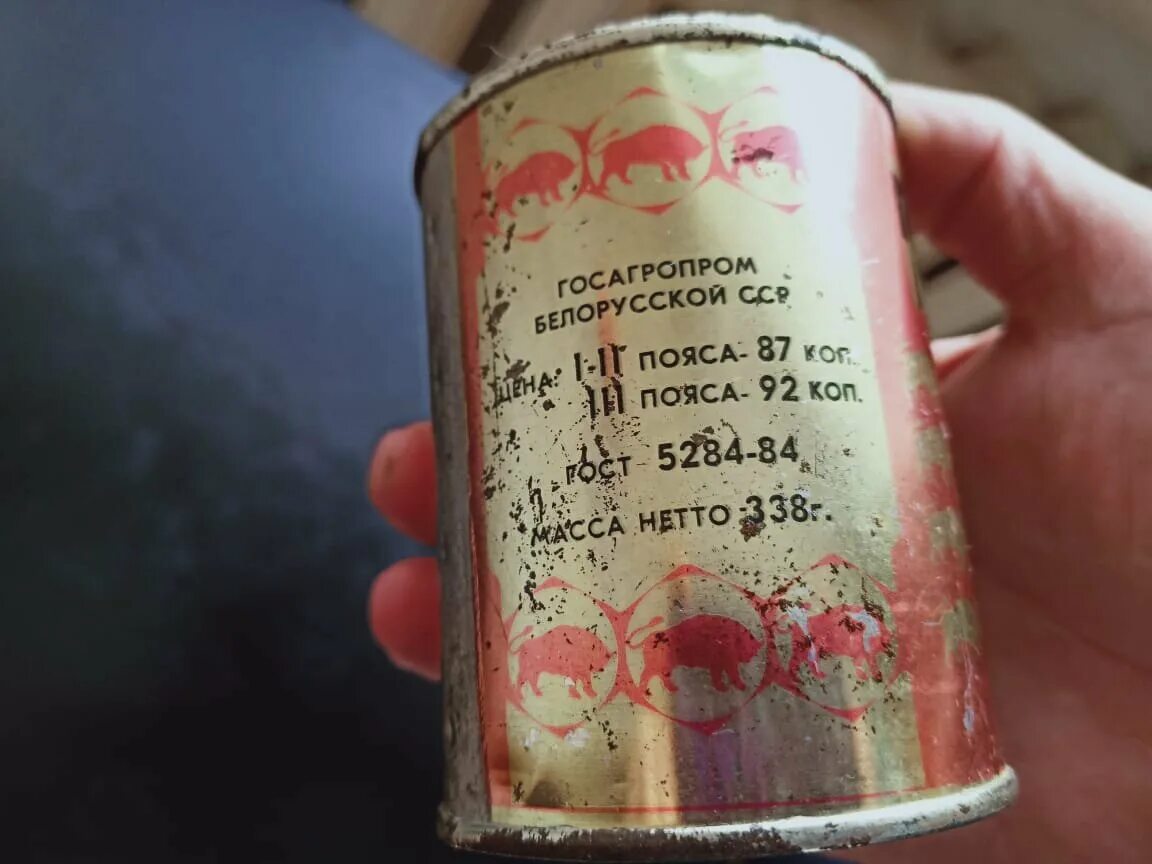 ГОСАГРОПРОМ
БЕЛОРУССКОЙ ССР
ЦЕНА: I-II ПОЯСА- 87 КОП.
III ПОЯСА- 92 КОП.
ГОСТ 5284-84
МАССА НЕТТО 338г.